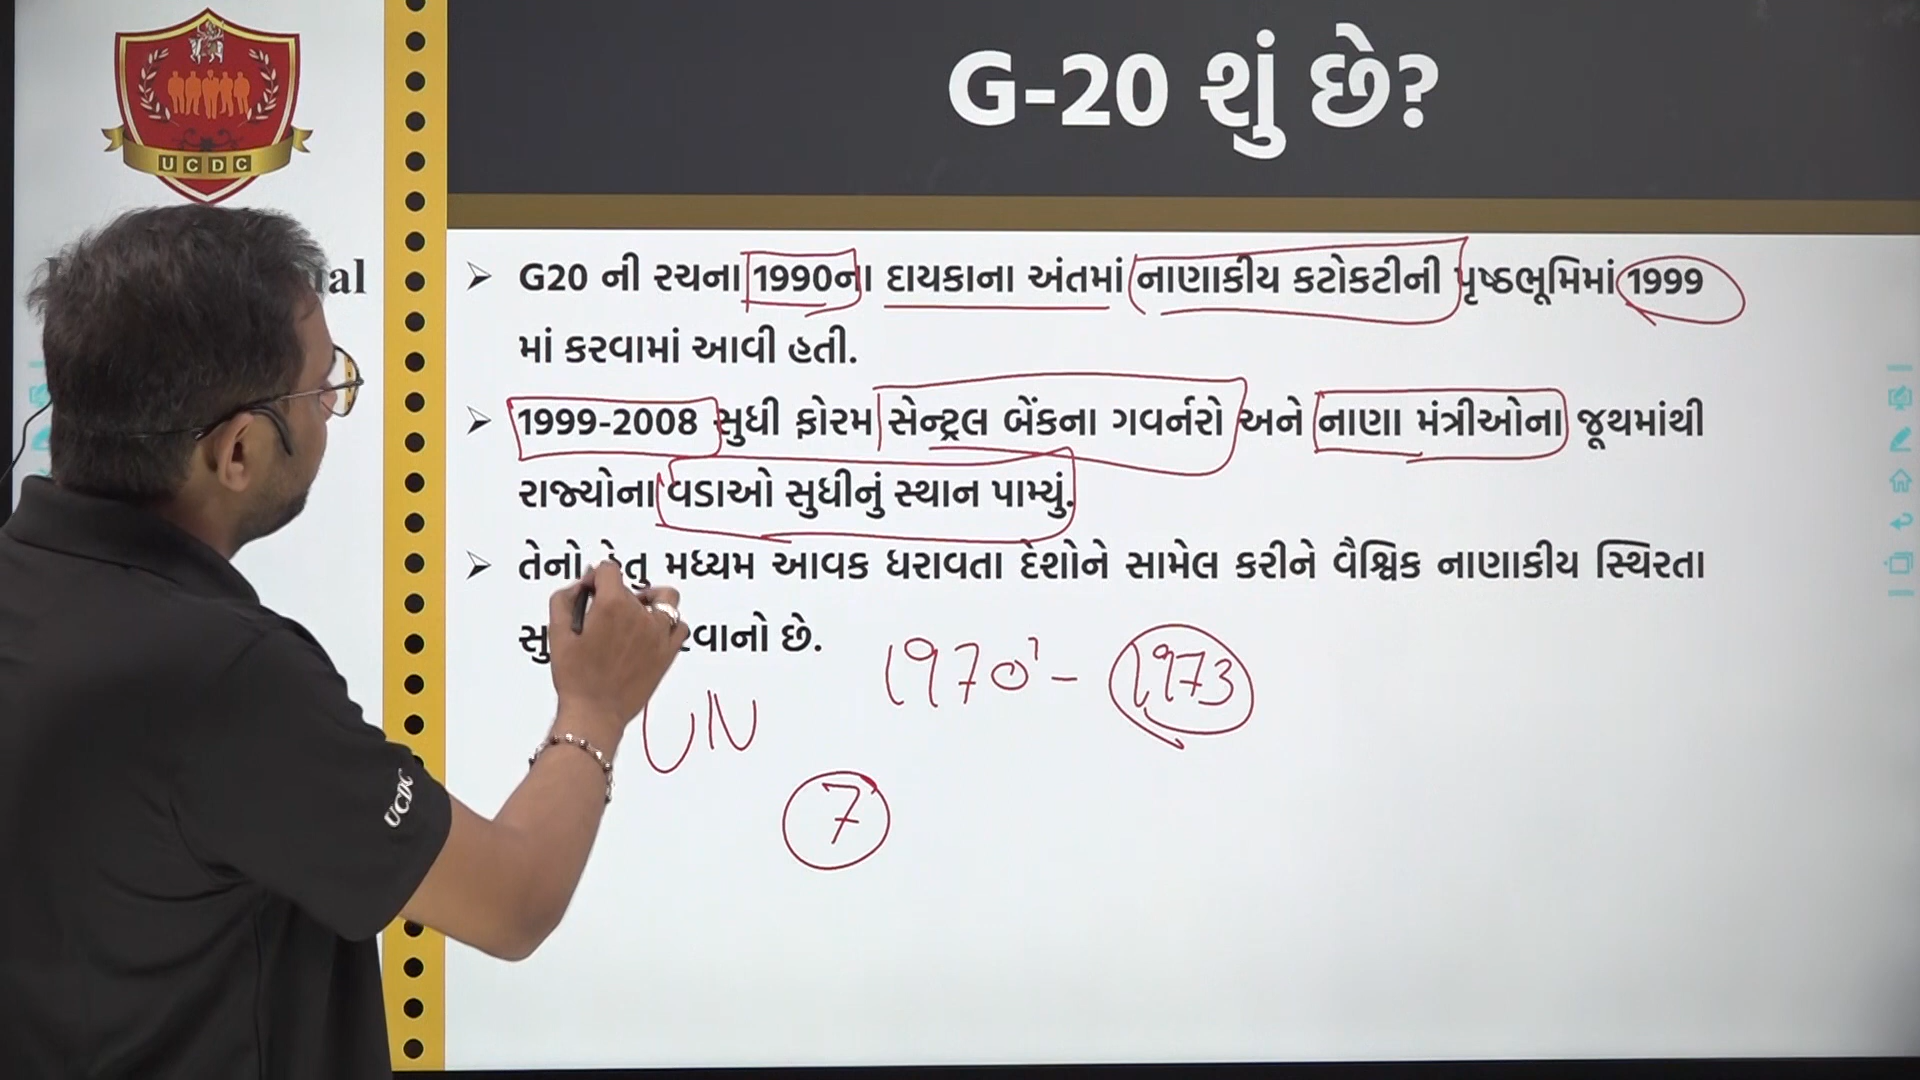 UCDC
G-20 શું છે?
G20 ની રચના 1990ના દાયકાના અંતમાં નાણાકીય કટોકટીની પૃષ્ઠભૂમિમાં 1999
માં કરવામાં આવી હતી.
1999-2008 સુધી ફોરમ સેન્ટ્રલ બેંકના ગવર્નરો અને નાણા મંત્રીઓના જૂથમાંથી
રાજ્યોના વડાઓ સુધીનું સ્થાન પામ્યું.
તેનો હેતુ મધ્યમ આવક ધરાવતા દેશોને સામેલ કરીને વૈશ્વિક નાણાકીય સ્થિરતા
છે.
1970' - 1973
UN
7
UCDC